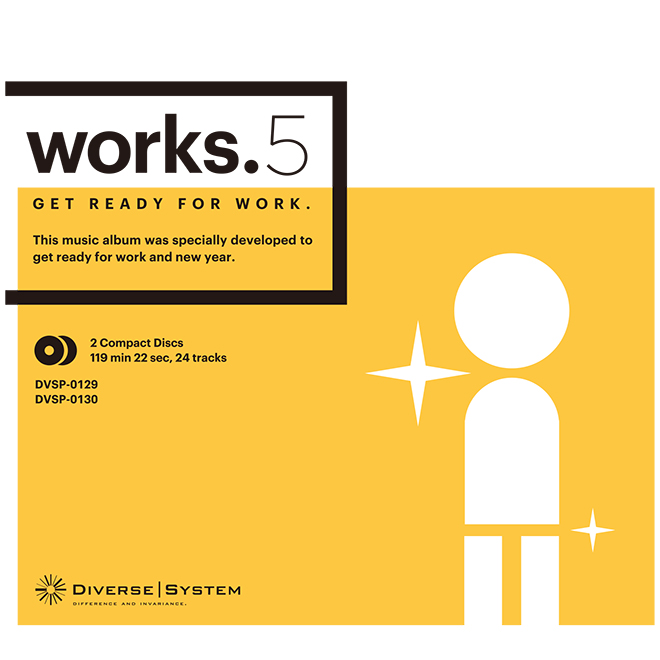 works.5
GET READY FOR WORK.
This music album was specially developed to
get ready for work and new year.
2 Compact Discs
119 min 22 sec, 24 tracks
DVSP-0129
DVSP-0130
DIVERSE|SYSTEM
DIFFERENCE AND INVARIANCE.